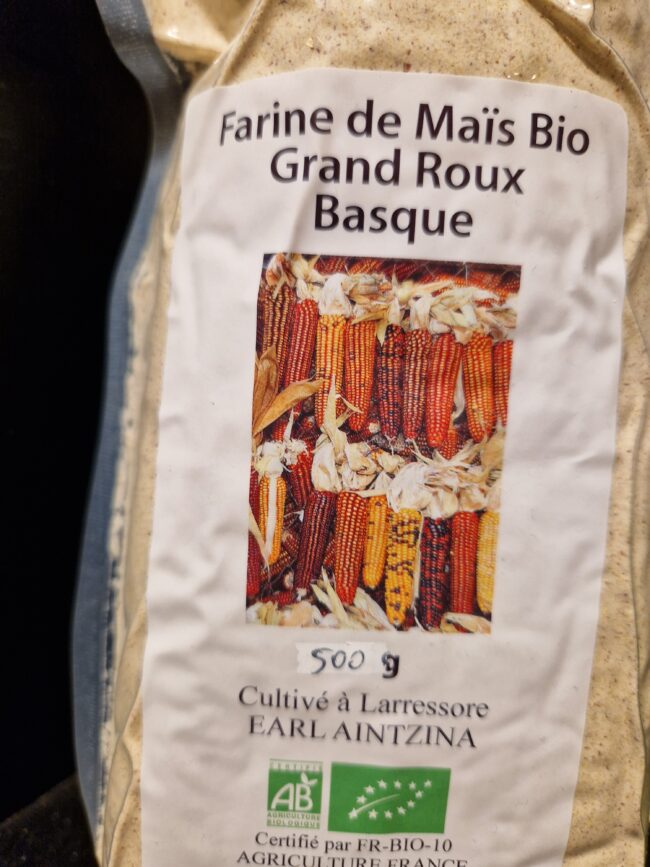 Farine de Maïs Bio
Grand Roux
Basque
500 g
Cultivé à Larressore
EARL AINTZINA
CERTIFIÉ
AB
AGRICULTURE
BIOLOGIQUE
Certifié par FR-BIO-10
AGRICULTURE FRANCE